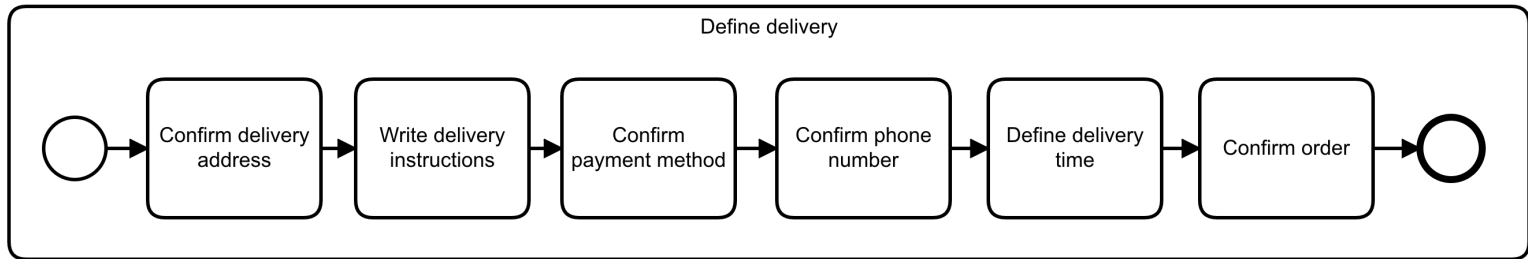 Define delivery
Confirm delivery
address
Write delivery
instructions
Confirm
payment method
Confirm phone
number
Define delivery
time
Confirm order